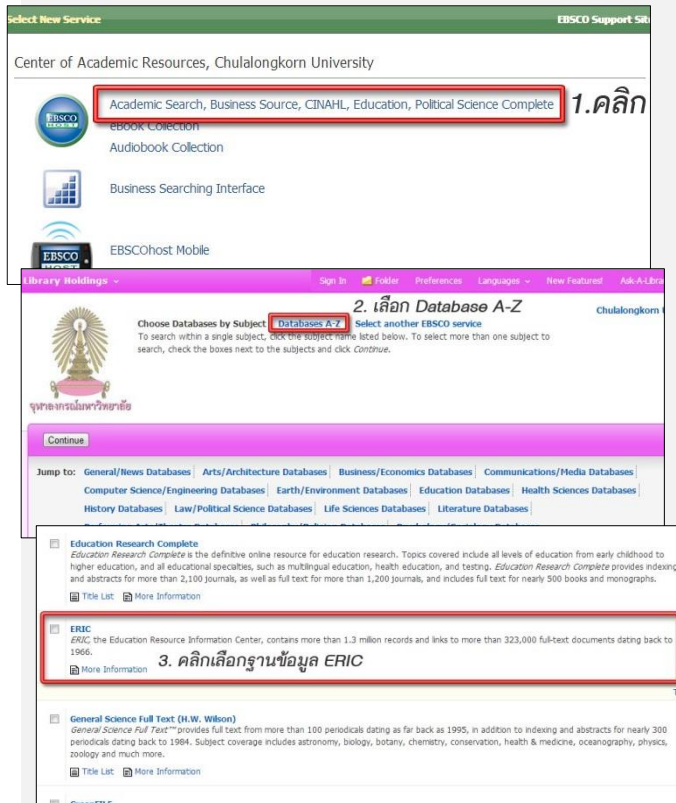 Select New Service
EBSCO Support Site
Center of Academic Resources, Chulalongkorn University
EBSCO
HOST
Academic Search, Business Source, CINAHL, Education, Political Science Complete
1.คลิก
eBook Collection
Audiobook Collection
Business Searching Interface
EBSCO
HOST
EBSCOhost Mobile
Library Holdings
Sign In Folder Preferences Languages New Features! Ask-A-Libra
2. เลือก Database A-Z
Chulalongkorn U
Choose Databases by Subject Databases A-Z Select another EBSCO service
To search within a single subject, click the subject name listed below. To select more than one subject to
search, check the boxes next to the subjects and click Continue.
จุฬาลงกรณ์มหาวิทยาลัย
Continue
Jump to: General/News Databases Arts/Architecture Databases Business/Economics Databases Communications/Media Databases
Computer Science/Engineering Databases Earth/Environment Databases Education Databases Health Sciences Databases
History Databases Law/Political Science Databases Life Sciences Databases Literature Databases
Education Research Complete
Education Research Complete is the definitive online resource for education research. Topics covered include all levels of education from early childhood to
higher education, and all educational specialties, such as multilingual education, health education, and testing. Education Research Complete provides indexing
and abstracts for more than 2,100 journals, as well as full text for more than 1,200 journals, and includes full text for nearly 500 books and monographs.
Title List More Information
ERIC
ERIC, the Education Resource Information Center, contains more than 1.3 million records and links to more than 323,000 full-text documents dating back to
1966.
More Information
3. คลิกเลือกฐานข้อมูล ERIC
General Science Full Text (H.W. Wilson)
General Science Full Text™ provides full text from more than 100 periodicals dating as far back as 1995, in addition to indexing and abstracts for nearly 300
periodicals dating back to 1984. Subject coverage includes astronomy, biology, botany, chemistry, conservation, health & medicine, oceanography, physics,
zoology and much more.
Title List More Information